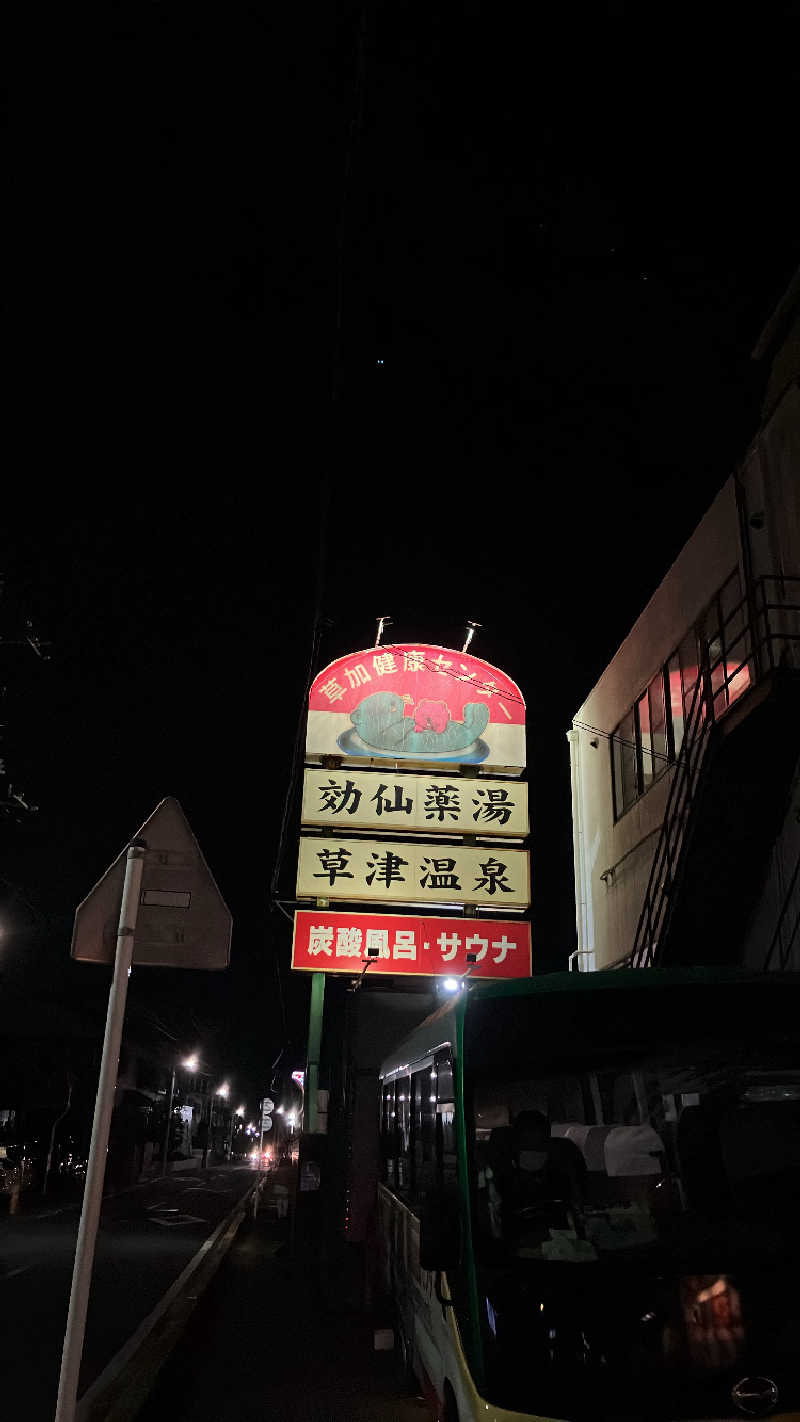 草加健康センター
効仙薬湯
草津温泉
炭酸風呂・サウナ